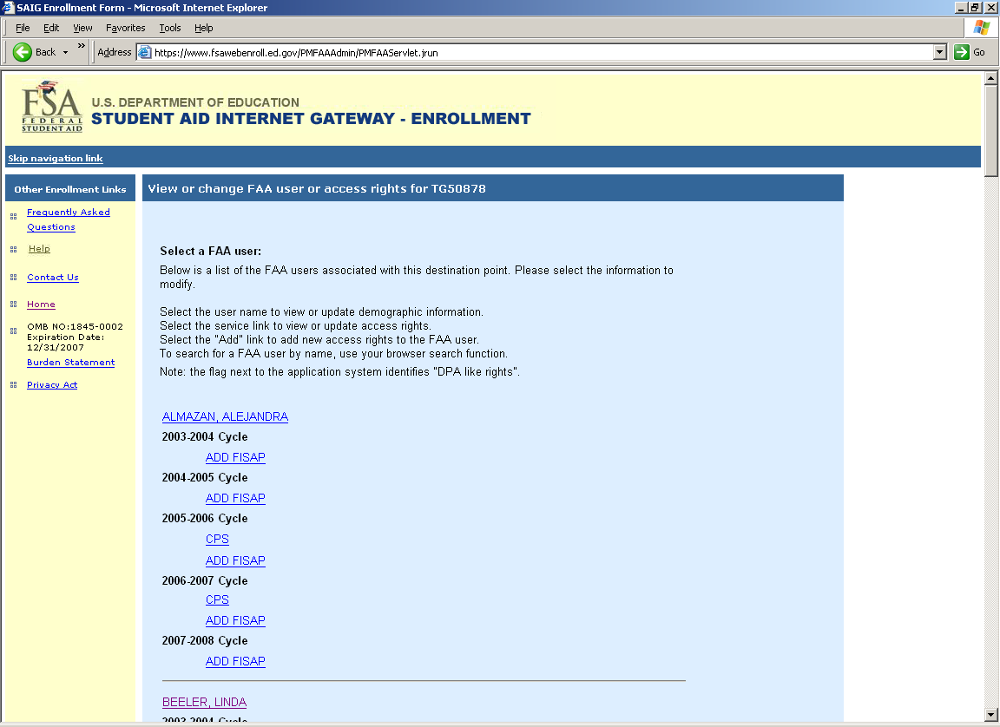 SAIG Enrollment Form - Microsoft Internet Explorer
File Edit View Favorites Tools Help
Back » Address https://www.fsawebenroll.ed.gov/PMFAAAdmin/PMFAAServlet.jrun Go
FSA
FEDERAL
STUDENT AID
U.S. DEPARTMENT OF EDUCATION
STUDENT AID INTERNET GATEWAY - ENROLLMENT
Skip navigation link
Other Enrollment Links
Frequently Asked
Questions
Help
Contact Us
Home
OMB NO:1845-0002
Expiration Date:
12/31/2007
Burden Statement
Privacy Act
View or change FAA user or access rights for TG50878
Select a FAA user:
Below is a list of the FAA users associated with this destination point. Please select the information to
modify.
Select the user name to view or update demographic information.
Select the service link to view or update access rights.
Select the "Add" link to add new access rights to the FAA user.
To search for a FAA user by name, use your browser search function.
Note: the flag next to the application system identifies "DPA like rights".
ALMAZAN, ALEJANDRA
2003-2004 Cycle
ADD FISAP
2004-2005 Cycle
ADD FISAP
2005-2006 Cycle
CPS
ADD FISAP
2006-2007 Cycle
CPS
ADD FISAP
2007-2008 Cycle
ADD FISAP
BEELER, LINDA
2003-2004 Cycle